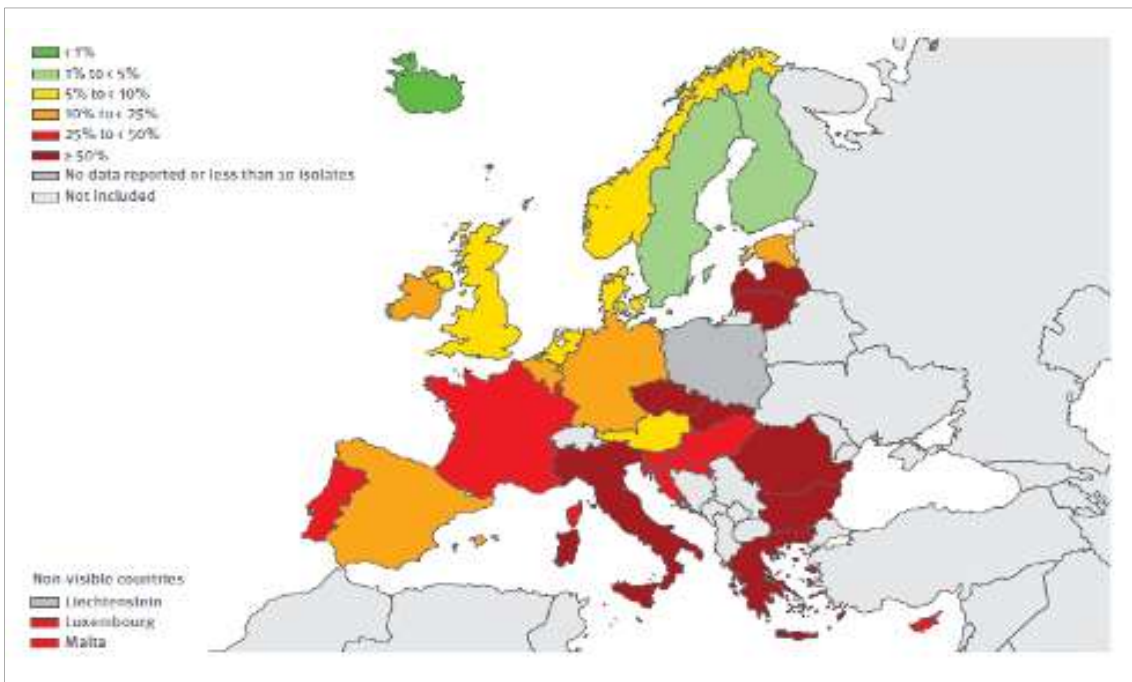 < 1%
1% to < 5%
5% to < 10%
10% to < 25%
25% to < 50%
≥ 50%
No data reported or less than 10 isolates
Not included
Non-visible countries
Liechtenstein
Luxembourg
Malta